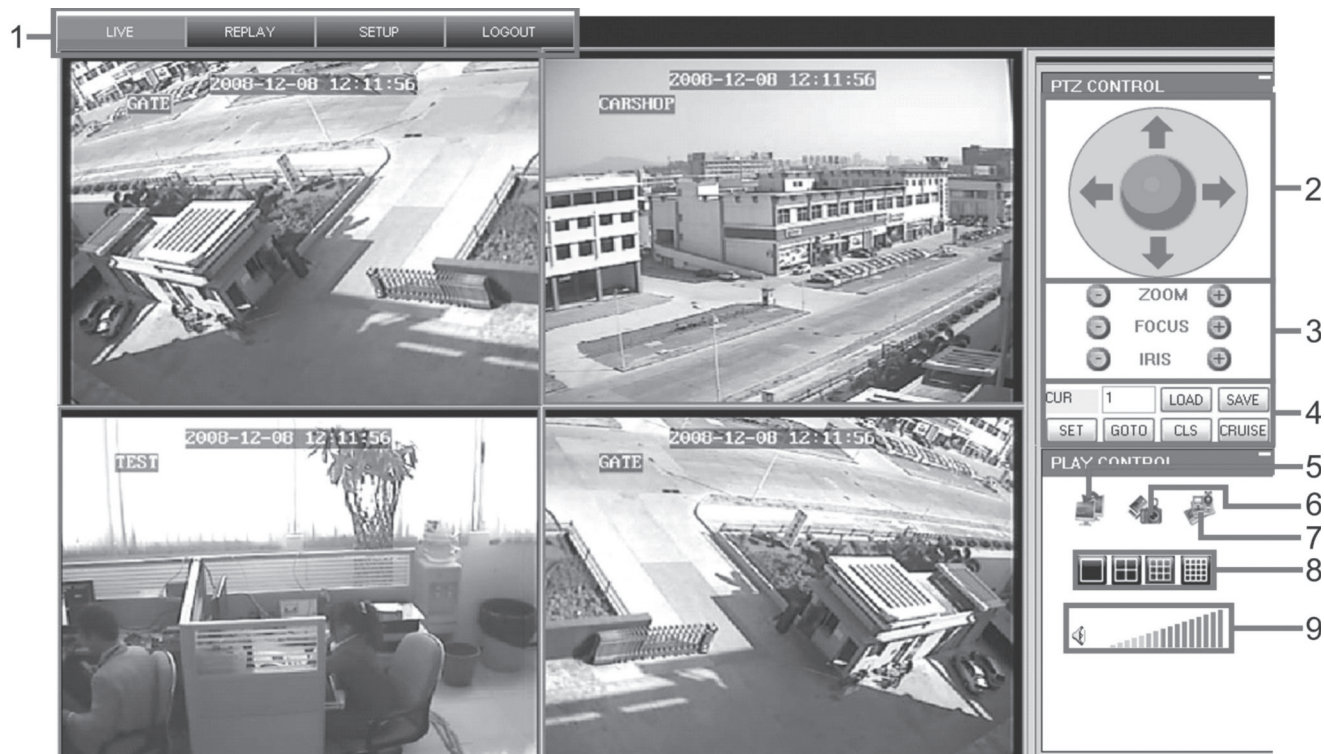 1
LIVE REPLAY SETUP LOGOUT
2008-12-08 12:11:56
GATE
2008-12-08 12:11:56
CARSHOP
2008-12-08 12:11:56
TEST
2008-12-08 12:11:56
GATE
PTZ CONTROL
2
- ZOOM +
- FOCUS +
- IRIS +
3
CUR 1 LOAD SAVE
SET GOTO CLS CRUISE
4
PLAY CONTROL
5
6
7
8
9